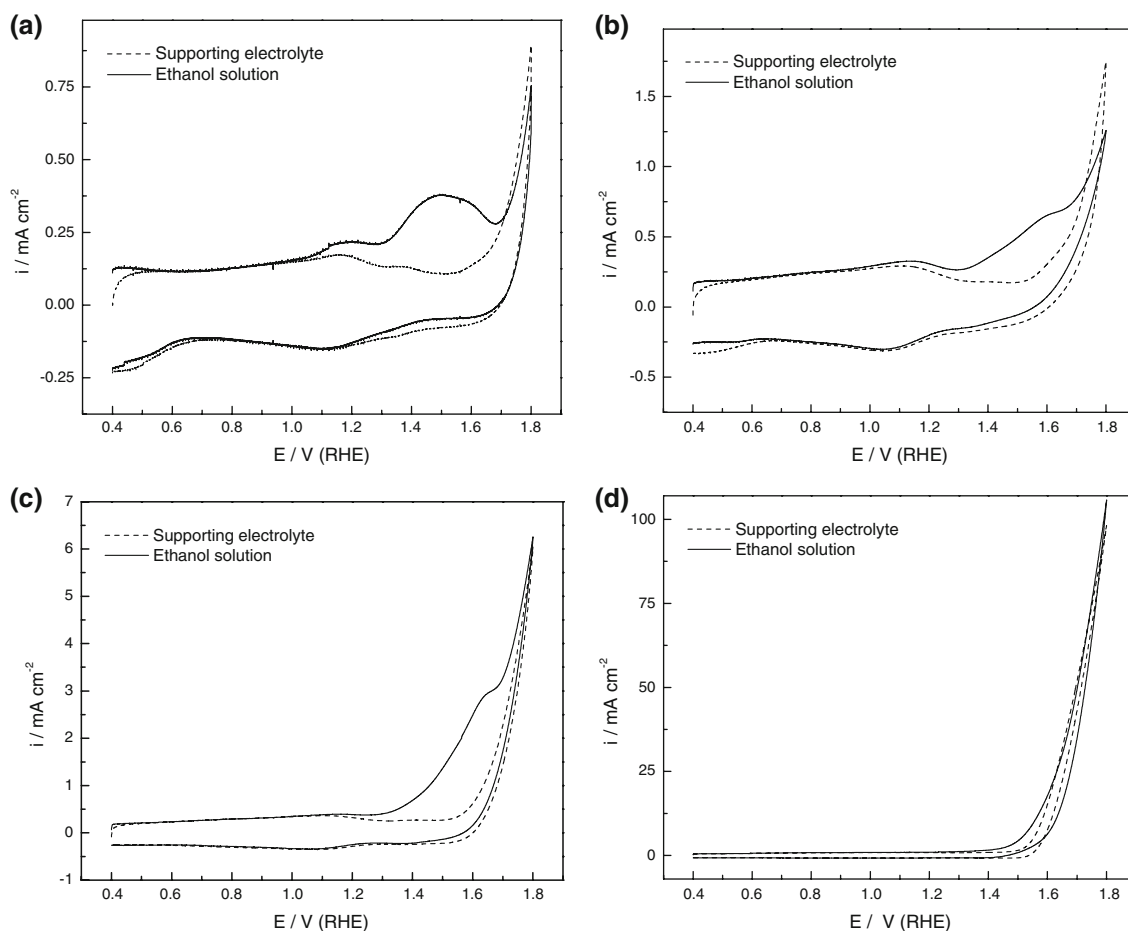 (a)
Supporting electrolyte
Ethanol solution
0.75
0.50
0.25
0.00
-0.25
i / mA cm-2
0.4 0.6 0.8 1.0 1.2 1.4 1.6 1.8
E / V (RHE)
(b)
Supporting electrolyte
Ethanol solution
1.5
1.0
0.5
0.0
-0.5
i / mA cm-2
0.4 0.6 0.8 1.0 1.2 1.4 1.6 1.8
E / V (RHE)
(c)
Supporting electrolyte
Ethanol solution
7
6
5
4
3
2
1
0
-1
i / mA cm-2
0.4 0.6 0.8 1.0 1.2 1.4 1.6 1.8
E / V (RHE)
(d)
Supporting electrolyte
Ethanol solution
100
75
50
25
0
i / mA cm-2
0.4 0.6 0.8 1.0 1.2 1.4 1.6 1.8
E / V (RHE)